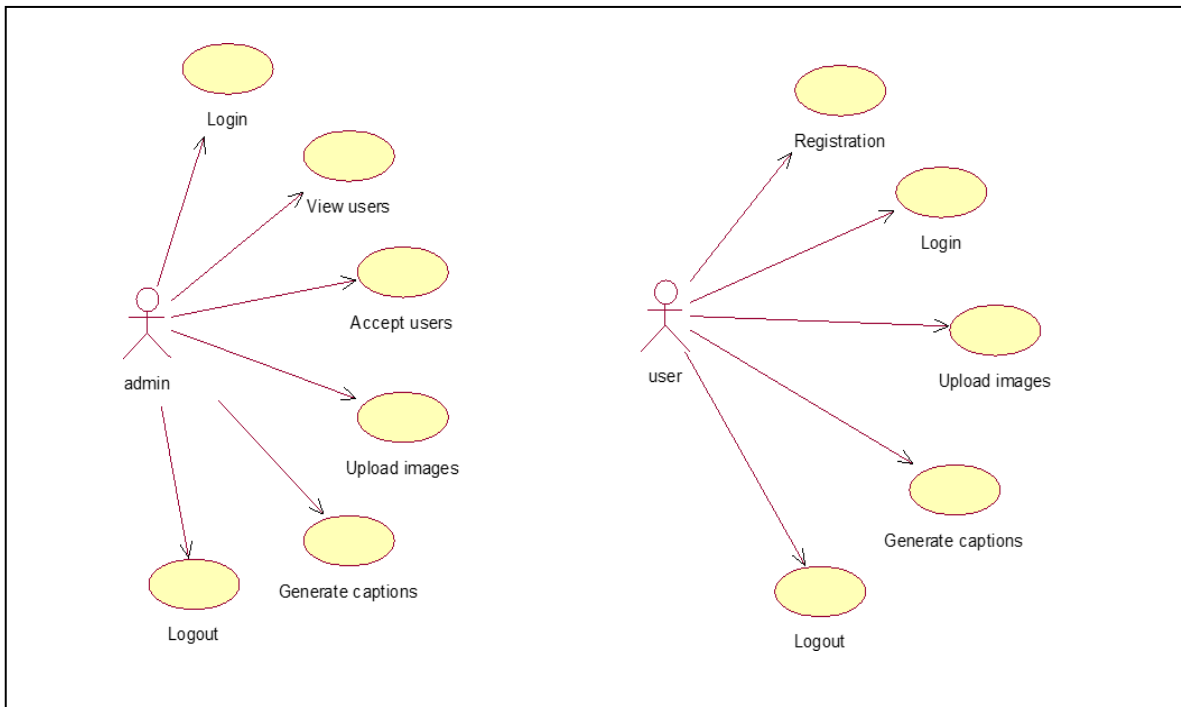 Login
View users
Accept users
admin
Upload images
Generate captions
Logout
Registration
Login
user
Upload images
Generate captions
Logout